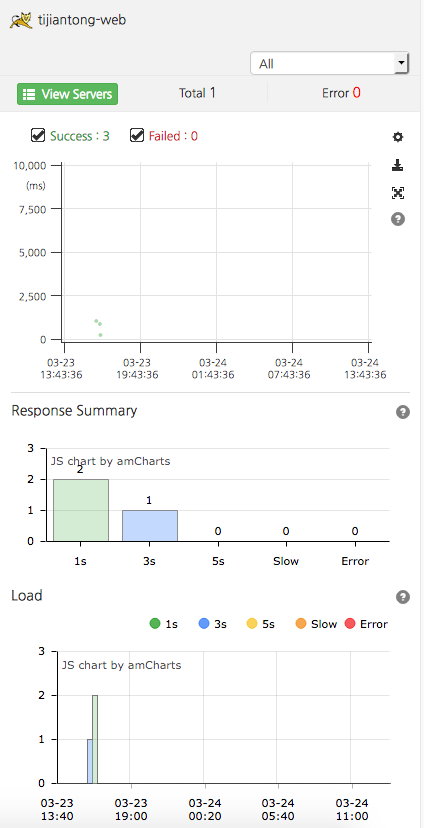 tijiantong-web
All
View Servers Total 1 Error 0
Success : 3 Failed : 0
10,000
(ms)
7,500
5,000
2,500
0
03-23 03-23 03-24 03-24 03-24
13:43:36 19:43:36 01:43:36 07:43:36 13:43:36
Response Summary
3
JS chart by amCharts
2
2
1
1
0 0 0
0
1s 3s 5s Slow Error
Load
1s 3s 5s Slow Error
3
JS chart by amCharts
2
1
0
03-23 03-23 03-24 03-24 03-24
13:40 19:00 00:20 05:40 11:00